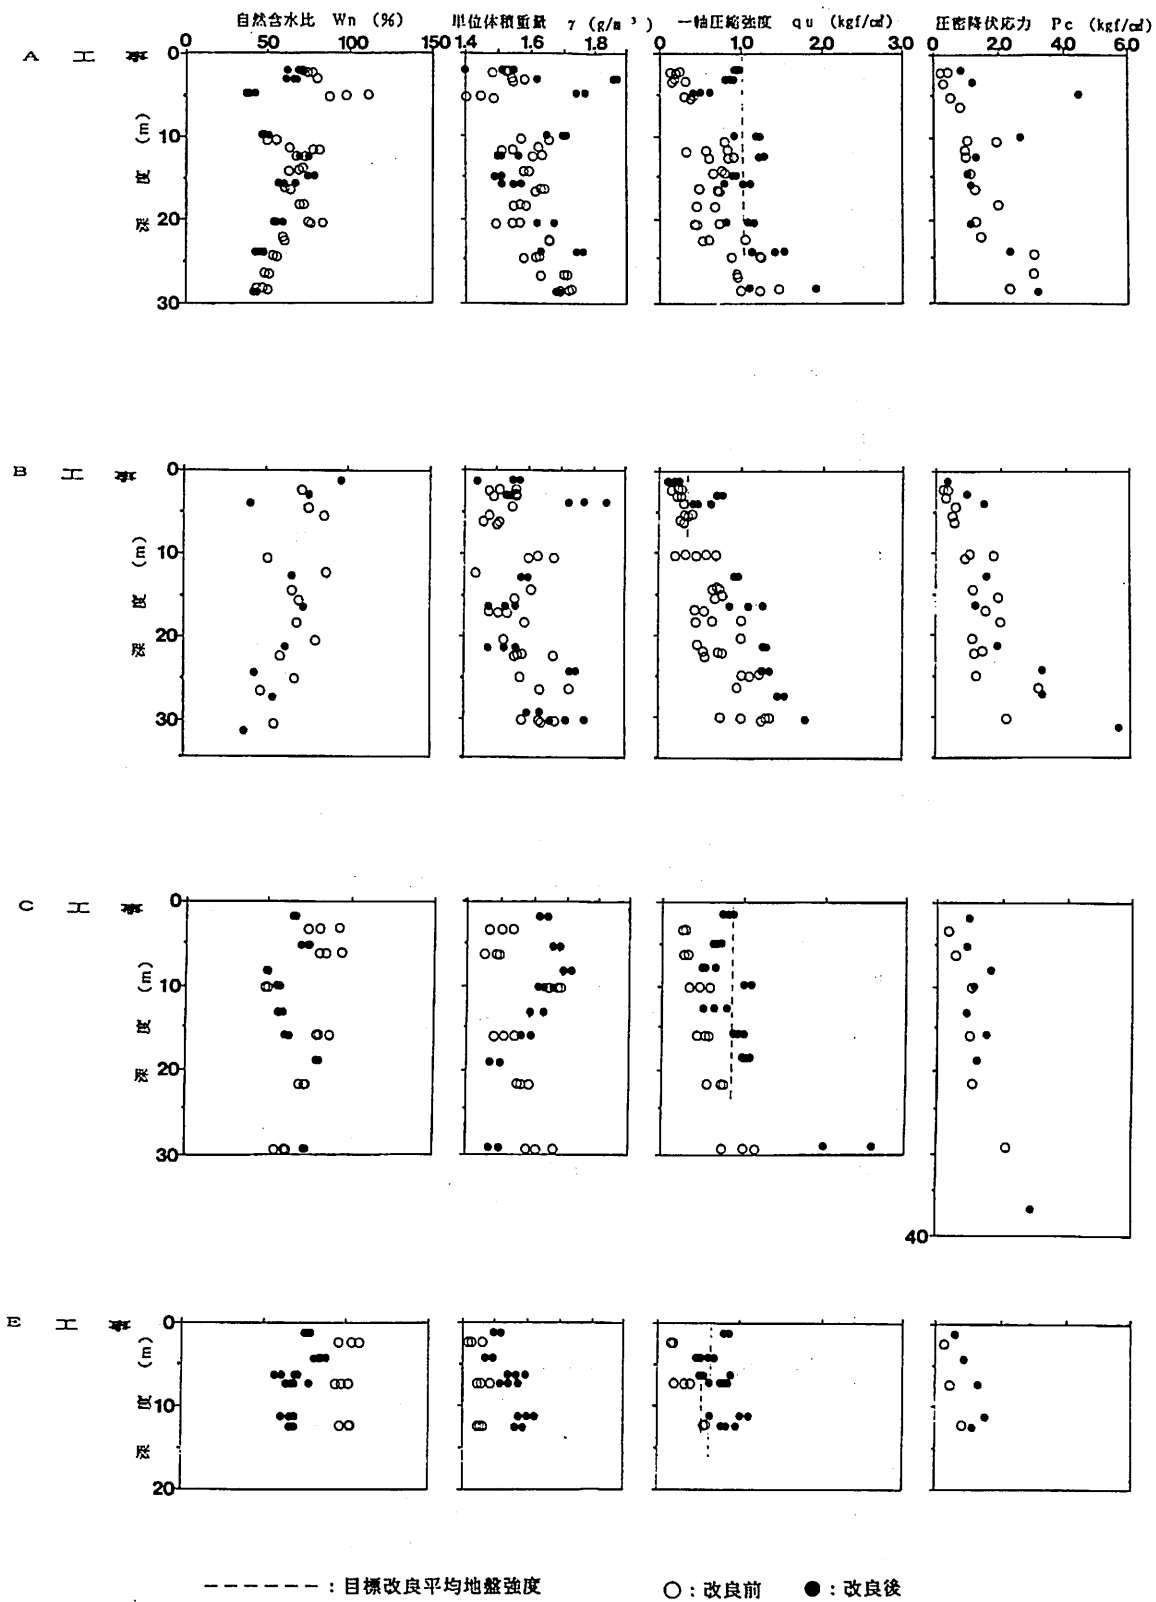 自然含水比 Wn (%)
単位体積重量 γ (g/m³)
一軸圧縮強度 qu (kgf/c㎡)
圧密降伏応力 Pc (kgf/c㎡)
0 50 100 150
1.4 1.6 1.8
0 1.0 2.0 3.0
0 2.0 4.0 6.0
A 工事
深度 (m)
0
10
20
30
B 工事
深度 (m)
0
10
20
30
C 工事
深度 (m)
0
10
20
30
40
E 工事
深度 (m)
0
10
20
------- : 目標改良平均地盤強度 ○ : 改良前 ● : 改良後